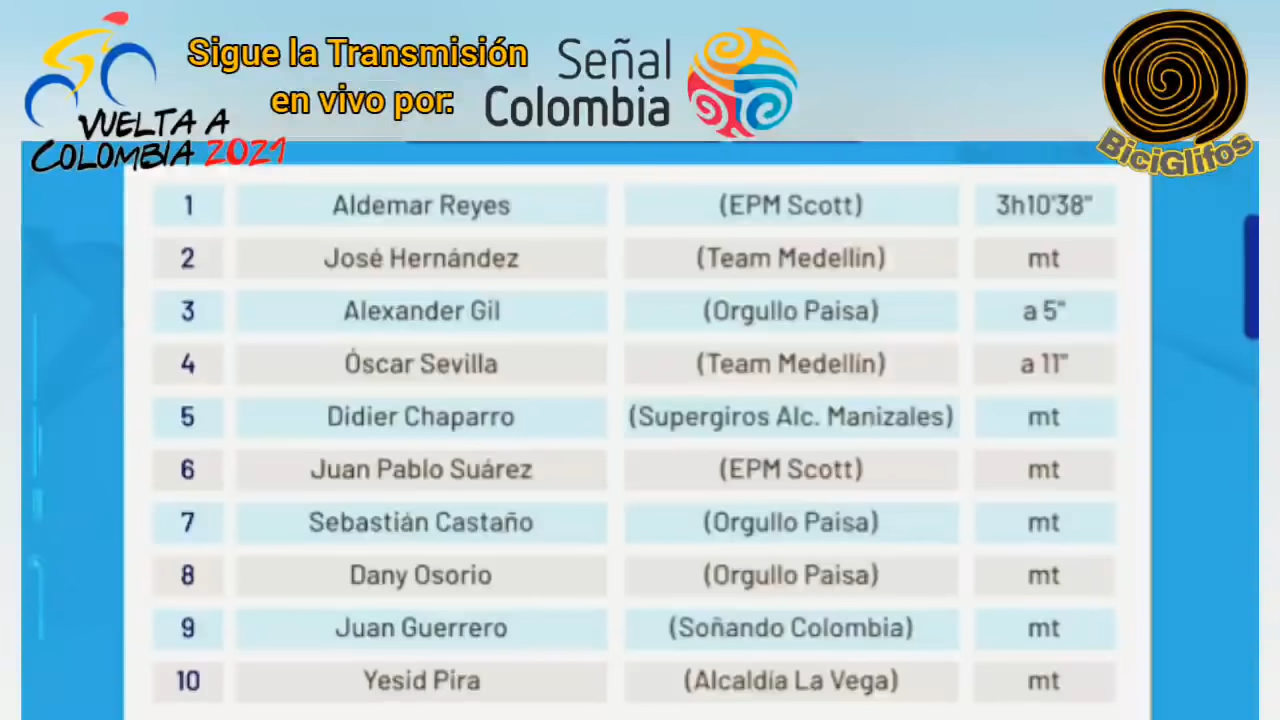 Sigue la Transmisión
en vivo por:
Señal
Colombia
VUELTA A
COLOMBIA 2021
BiciGlifos
1 Aldemar Reyes (EPM Scott) 3h10'38"
2 José Hernández (Team Medellín) mt
3 Alexander Gil (Orgullo Paisa) a 5"
4 Óscar Sevilla (Team Medellín) a 11"
5 Didier Chaparro (Supergiros Alc. Manizales) mt
6 Juan Pablo Suárez (EPM Scott) mt
7 Sebastián Castaño (Orgullo Paisa) mt
8 Dany Osorio (Orgullo Paisa) mt
9 Juan Guerrero (Soñando Colombia) mt
10 Yesid Pira (Alcaldía La Vega) mt